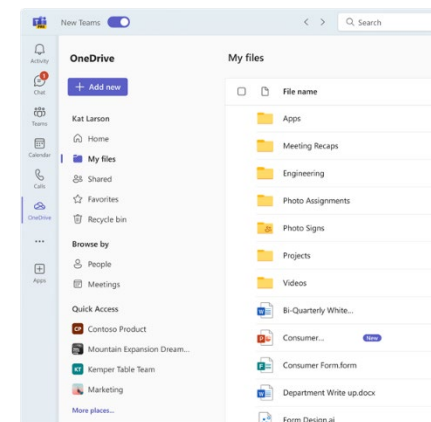 New Teams
Search
Activity
Chat
Teams
Calendar
Calls
OneDrive
Apps
OneDrive
Add new
Kat Larson
Home
My files
Shared
Favorites
Recycle bin
Browse by
People
Meetings
Quick Access
CP Contoso Product
Mountain Expansion Dream...
KT Kemper Table Team
Marketing
More places...
My files
File name
Apps
Meeting Recaps
Engineering
Photo Assignments
Photo Signs
Projects
Videos
Bi-Quarterly White...
Consumer... New
Consumer Form.form
Department Write up.docx
Form Design.ai